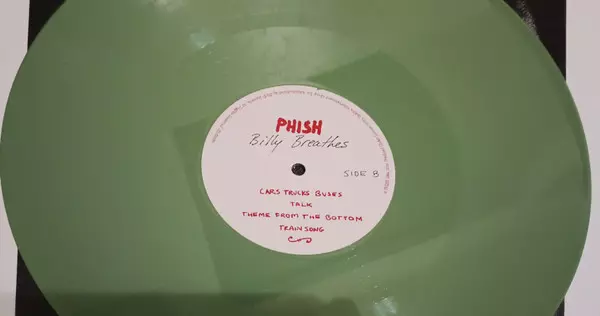 PHISH
Billy Breathes
SIDE B
CARS TRUCKS BUSES
TALK
THEME FROM THE BOTTOM
TRAIN SONG